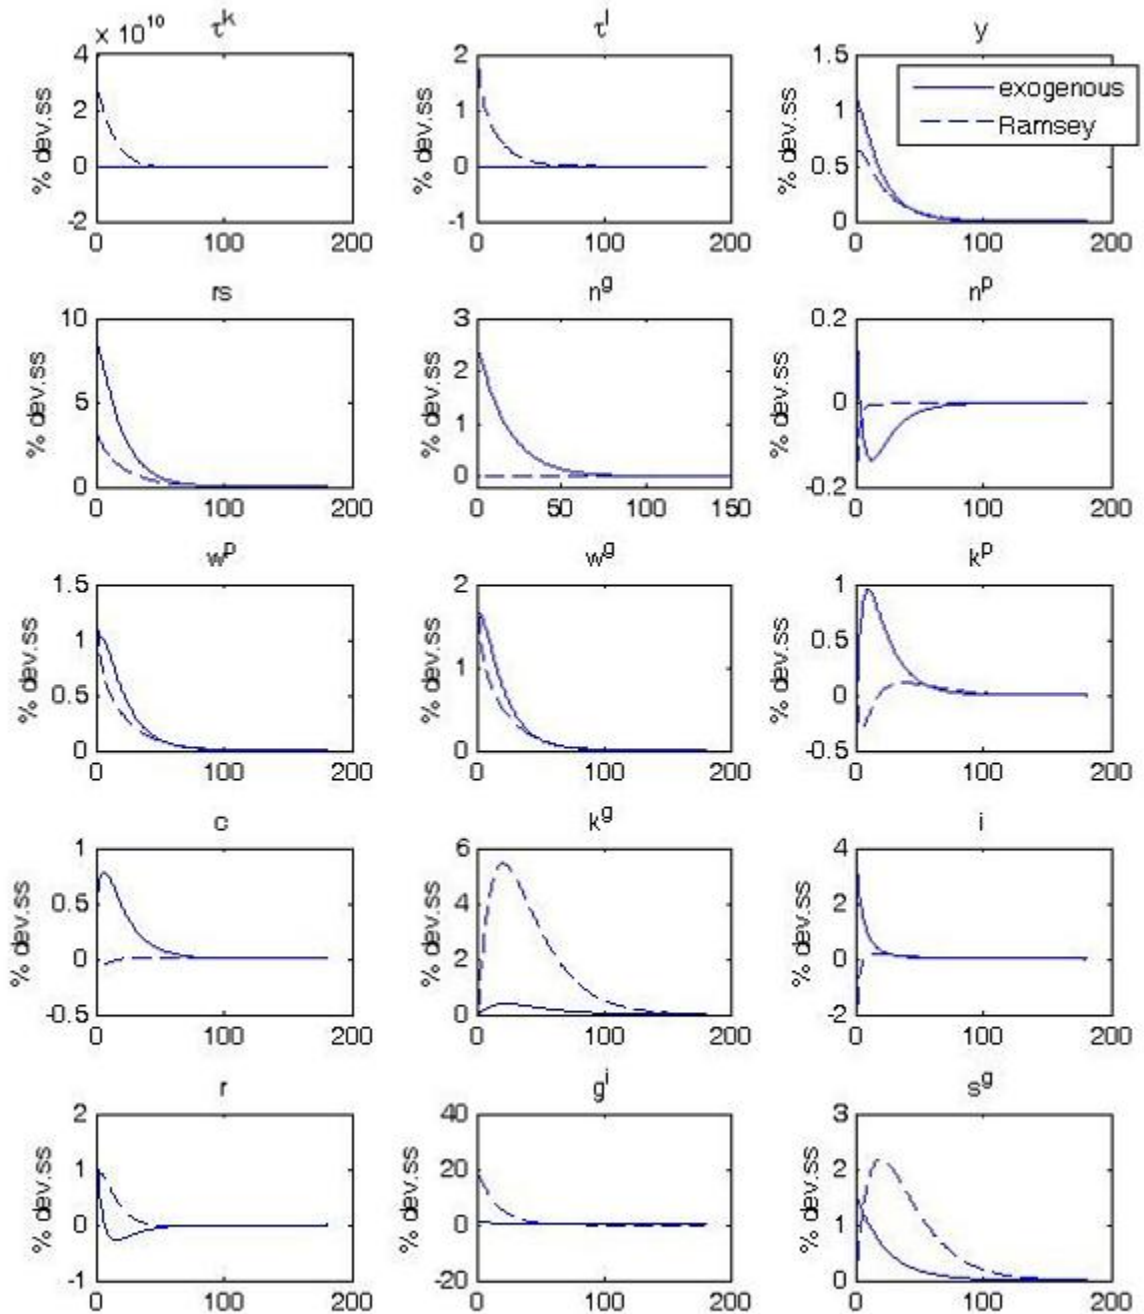 τ^k τ^l y
× 10^10
% dev.ss 4 2 0 -2 0 100 200
% dev.ss 2 1 0 -1 0 100 200
% dev.ss 1.5 1 0.5 0 0 100 200
exogenous
Ramsey
rs n^g n^p
% dev.ss 10 5 0 0 100 200
% dev.ss 3 2 1 0 0 50 100 150
% dev.ss 0.2 0 -0.2 0 100 200
w^p w^g k^p
% dev.ss 1.5 1 0.5 0 0 100 200
% dev.ss 2 1 0 0 100 200
% dev.ss 1 0.5 0 -0.5 0 100 200
c k^g i
% dev.ss 1 0.5 0 -0.5 0 100 200
% dev.ss 6 4 2 0 0 100 200
% dev.ss 4 2 0 -2 0 100 200
r g^i s^g
% dev.ss 2 1 0 -1 0 100 200
% dev.ss 40 20 0 -20 0 100 200
% dev.ss 3 2 1 0 0 100 200